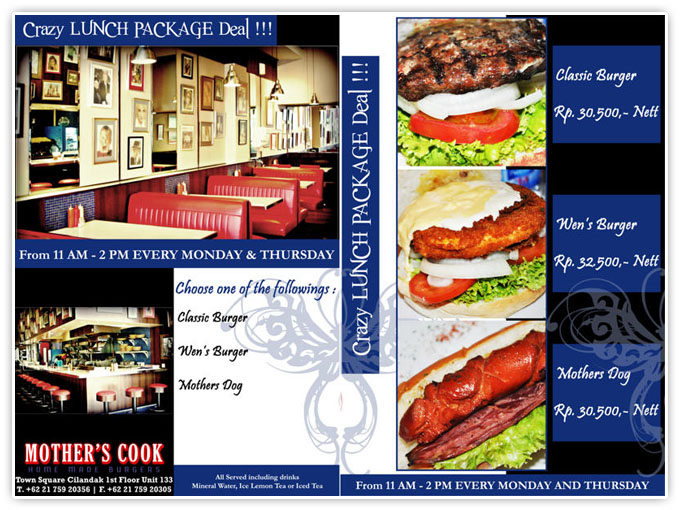 Crazy LUNCH PACKAGE Deal !!!
From 11 AM - 2 PM EVERY MONDAY & THURSDAY
Choose one of the followings :
Classic Burger
Wen's Burger
Mothers Dog
MOTHER'S COOK
HOME MADE BURGERS
Town Square Cilandak 1st Floor Unit 133
T. +62 21 759 20356 | F. +62 21 759 20305
All Served including drinks
Mineral Water, Ice Lemon Tea or Iced Tea
Crazy LUNCH PACKAGE Deal !!!
Classic Burger
Rp. 30.500,- Nett
Wen's Burger
Rp. 32.500,- Nett
Mothers Dog
Rp. 30.500,- Nett
From 11 AM - 2 PM EVERY MONDAY AND THURSDAY